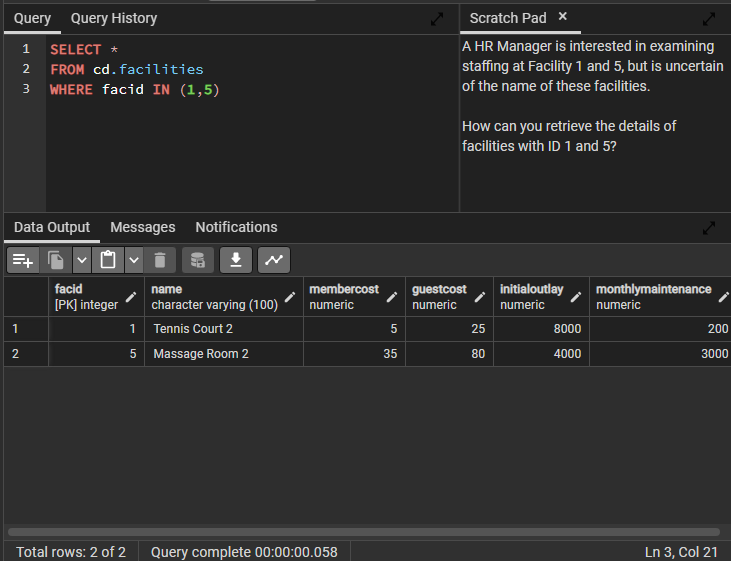 Query Query History Scratch Pad ×
1 SELECT *
2 FROM cd.facilities
3 WHERE facid IN (1,5)
A HR Manager is interested in examining
staffing at Facility 1 and 5, but is uncertain
of the name of these facilities.
How can you retrieve the details of
facilities with ID 1 and 5?
Data Output Messages Notifications
facid name membercost guestcost initialoutlay monthlymaintenance
[PK] integer character varying (100) numeric numeric numeric numeric
1 1 Tennis Court 2 5 25 8000 200
2 5 Massage Room 2 35 80 4000 3000
Total rows: 2 of 2 Query complete 00:00:00.058 Ln 3, Col 21